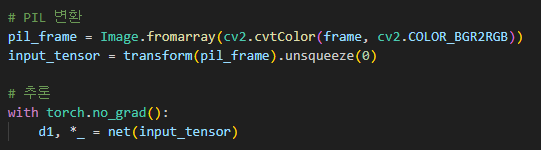 # PIL 변환
pil_frame = Image.fromarray(cv2.cvtColor(frame, cv2.COLOR_BGR2RGB))
input_tensor = transform(pil_frame).unsqueeze(0)
# 추론
with torch.no_grad():
    d1, *_ = net(input_tensor)